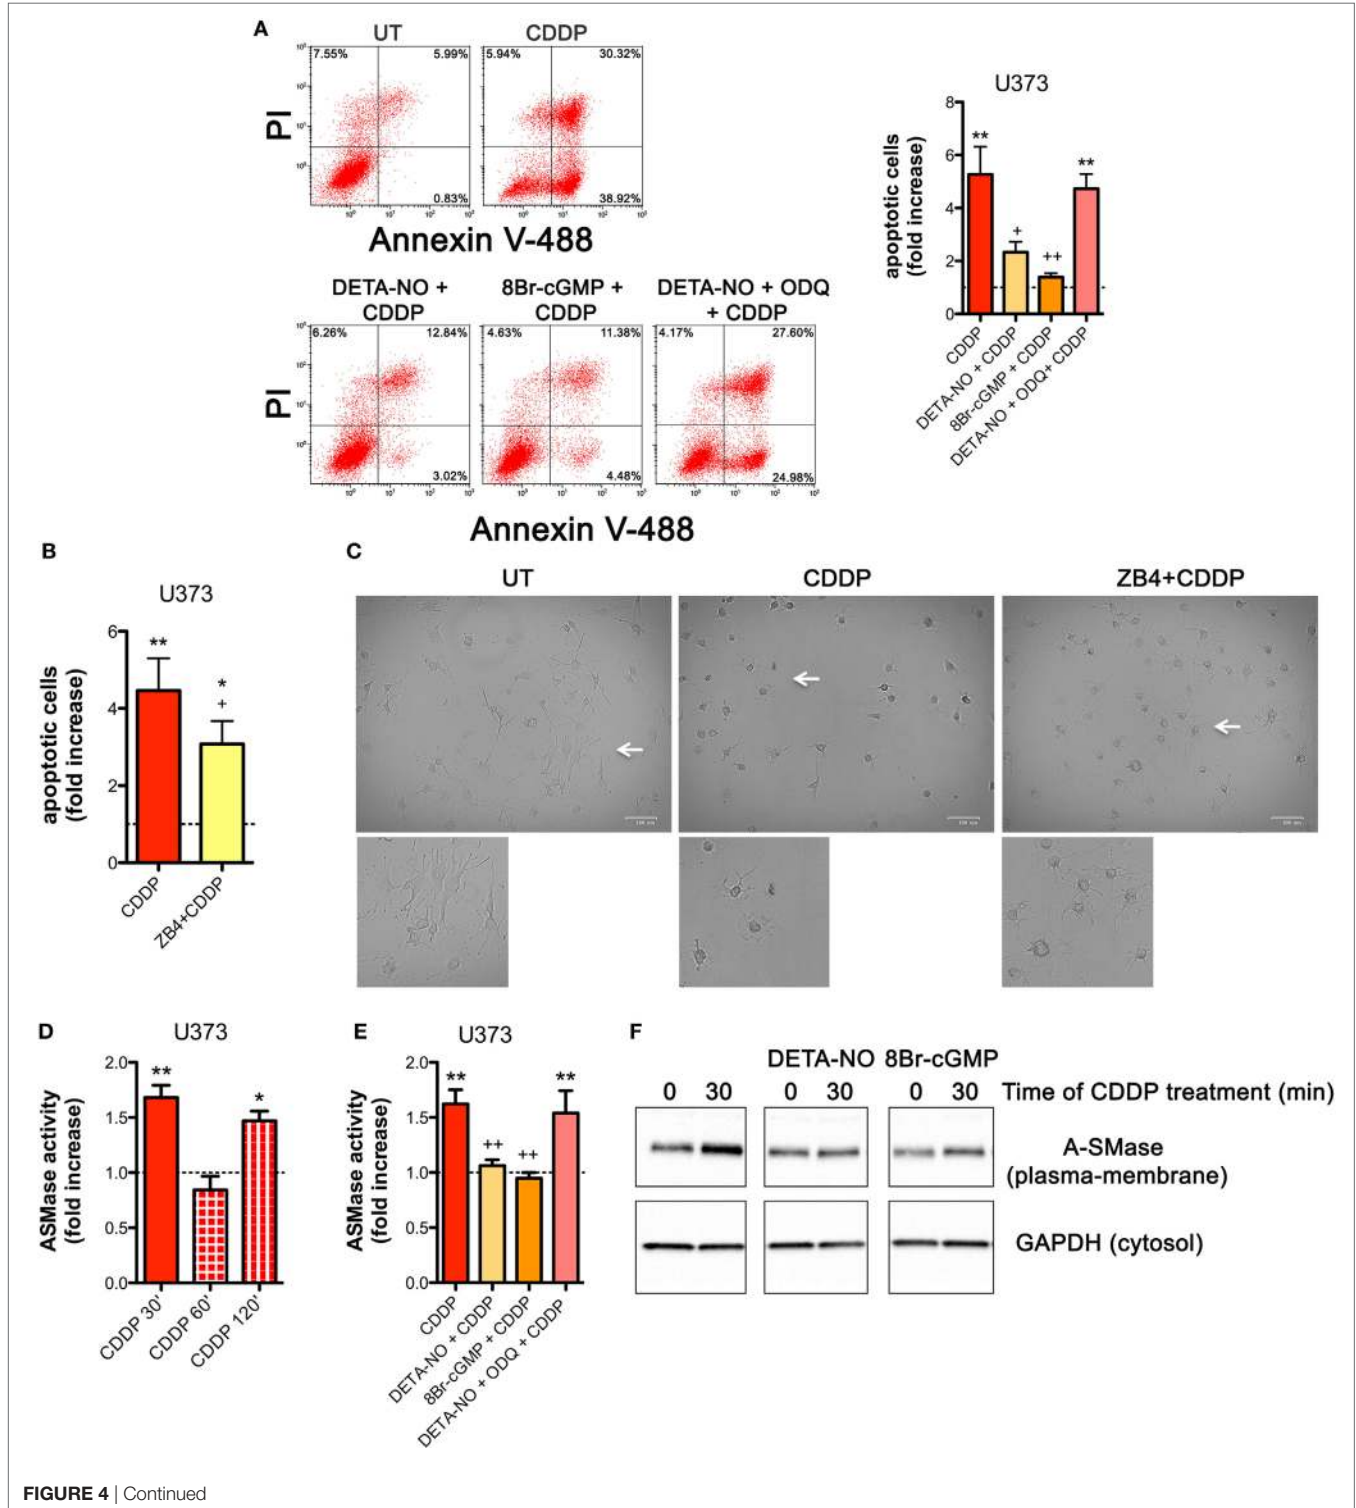 A
UT
CDDP
7.55%
5.99%
5.94%
30.32%
PI
0.83%
38.92%
Annexin V-488
DETA-NO +
CDDP
8Br-cGMP +
CDDP
DETA-NO + ODQ
+ CDDP
6.26%
12.84%
4.63%
11.38%
4.17%
27.60%
PI
3.02%
4.48%
24.98%
Annexin V-488
U373
apoptotic cells
(fold increase)
8
6
4
2
0
**
+
++
**
CDDP
DETA-NO + CDDP
8Br-cGMP + CDDP
DETA-NO + ODQ+ CDDP
B
U373
apoptotic cells
(fold increase)
6
4
2
0
**
*
+
CDDP
ZB4+CDDP
C
UT
CDDP
ZB4+CDDP
D
U373
ASMase activity
(fold increase)
2.0
1.5
1.0
0.5
0.0
**
*
CDDP 30'
CDDP 60'
CDDP 120'
E
U373
ASMase activity
(fold increase)
2.0
1.5
1.0
0.5
0.0
**
++
++
**
CDDP
DETA-NO + CDDP
8Br-cGMP + CDDP
DETA-NO + ODQ + CDDP
F
DETA-NO 8Br-cGMP
0 30 0 30 0 30 Time of CDDP treatment (min)
A-SMase
(plasma-membrane)
GAPDH (cytosol)
FIGURE 4 | Continued